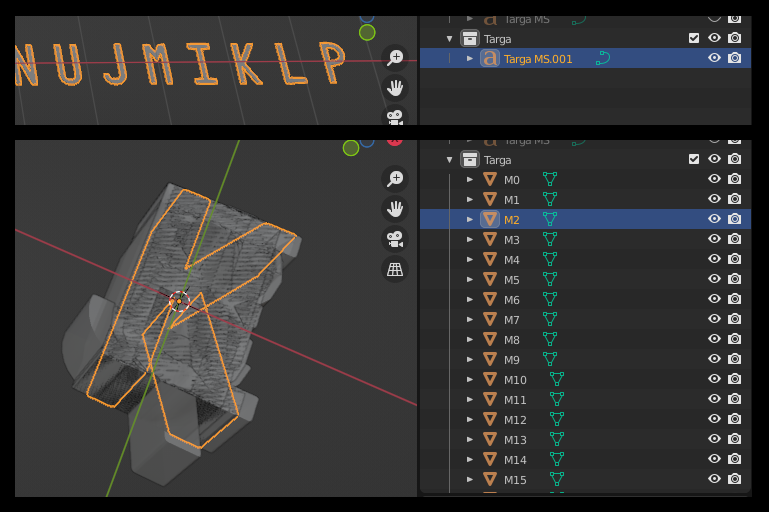 Targa MS
NUJMIKLP
Targa
a Targa MS.001
Targa MS
Targa
M0
M1
M2
M3
M4
M5
M6
M7
M8
M9
M10
M11
M12
M13
M14
M15